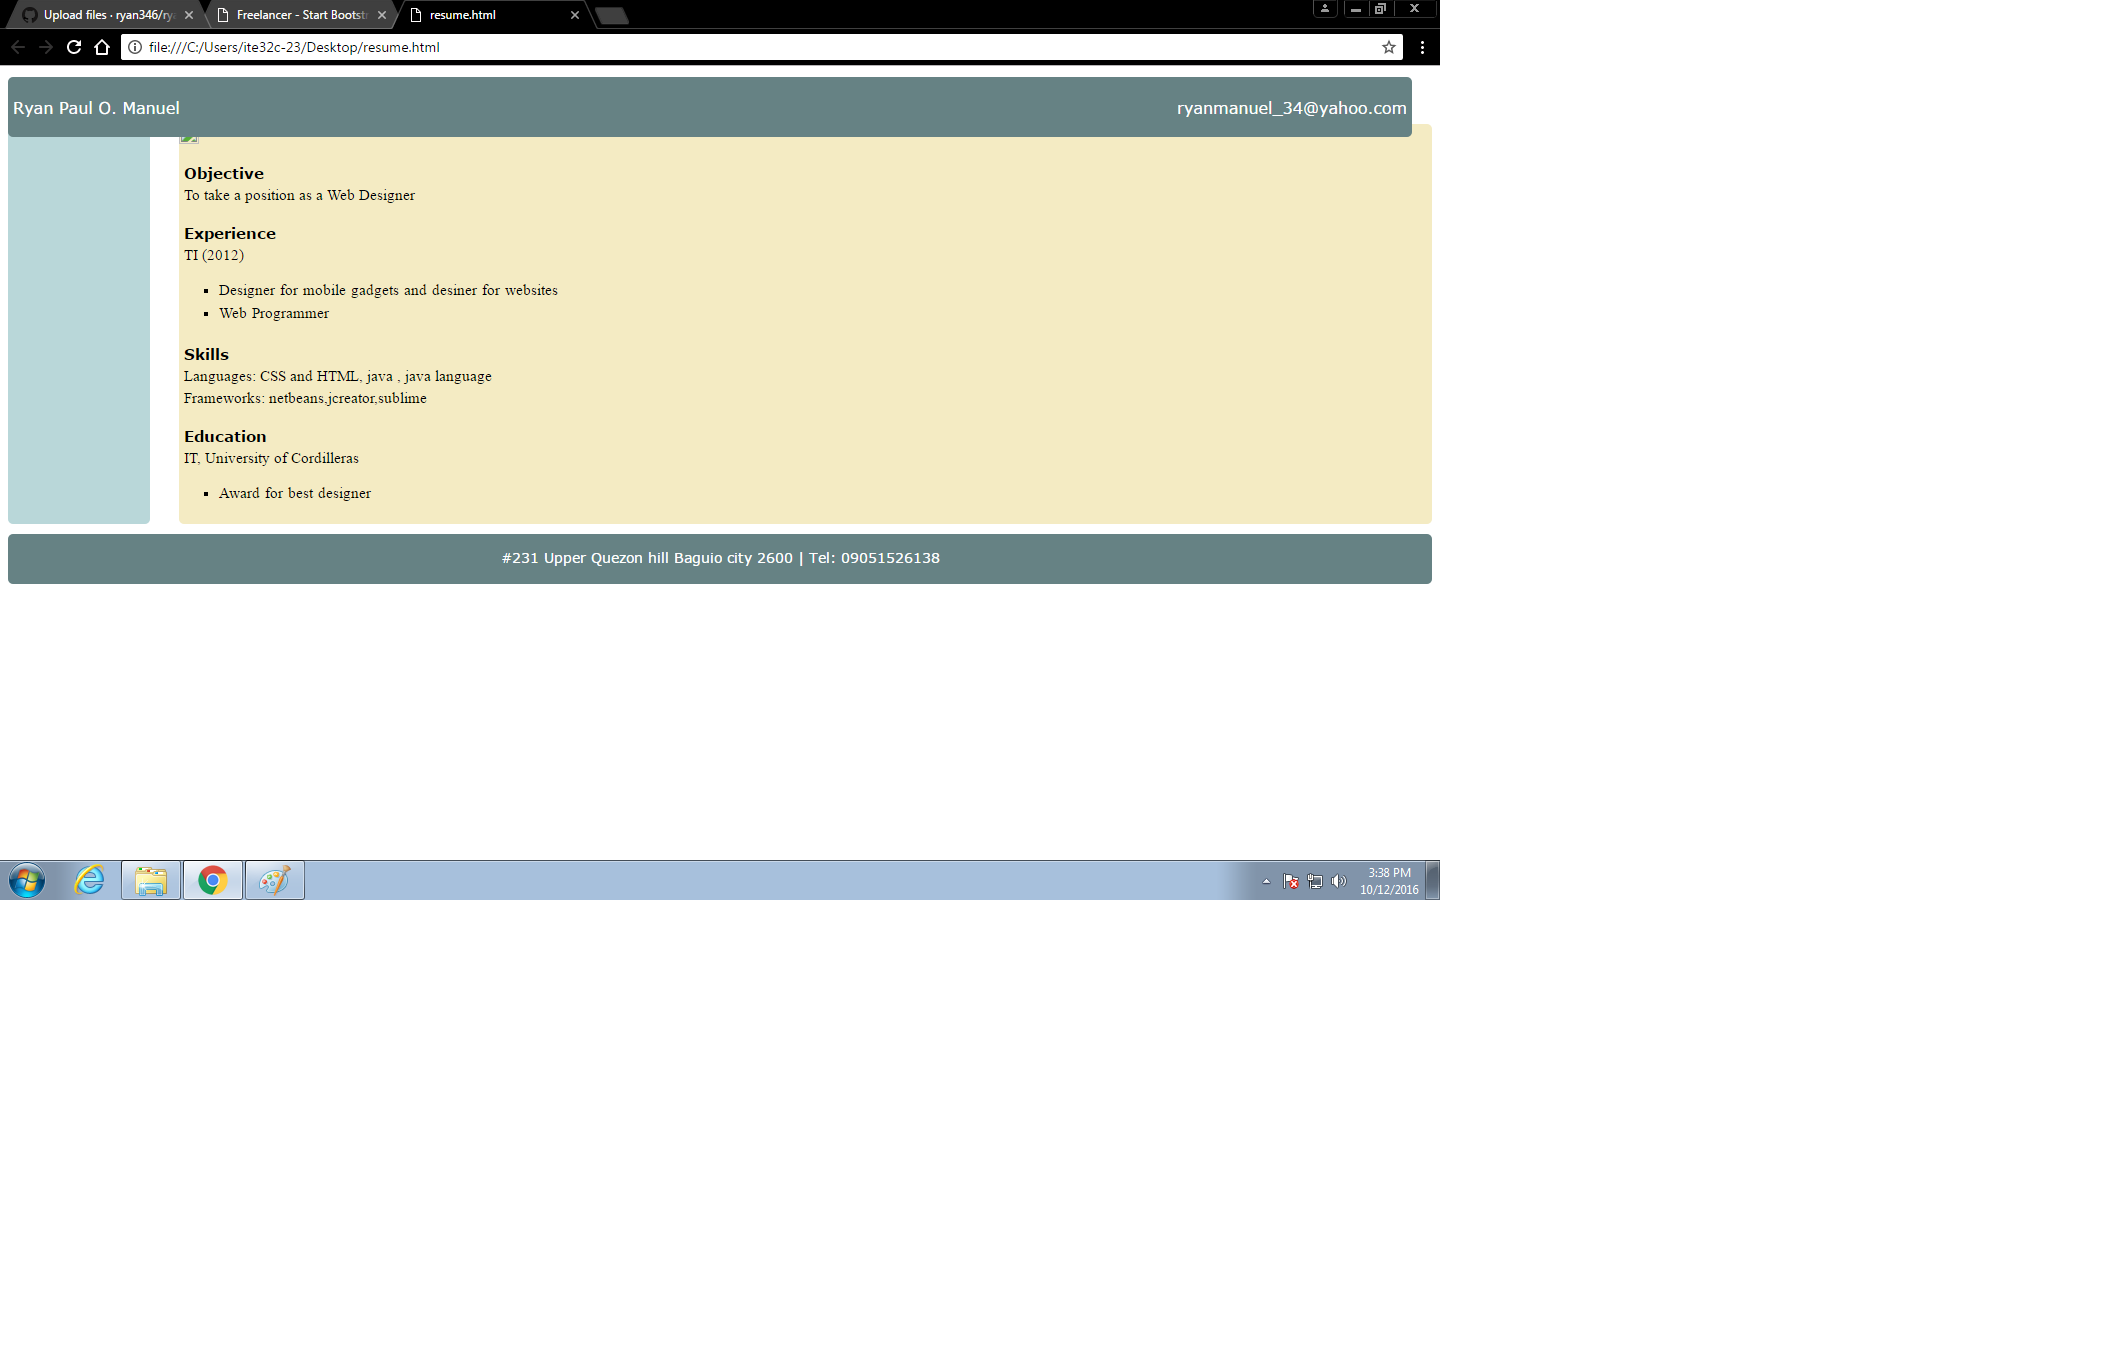 Upload files · ryan346/ry
Freelancer - Start Bootst
resume.html
file:///C:/Users/ite32c-23/Desktop/resume.html
Ryan Paul O. Manuel
ryanmanuel_34@yahoo.com
Objective
To take a position as a Web Designer
Experience
TI (2012)
Designer for mobile gadgets and desiner for websites
Web Programmer
Skills
Languages: CSS and HTML, java , java language
Frameworks: netbeans,jcreator,sublime
Education
IT, University of Cordilleras
Award for best designer
#231 Upper Quezon hill Baguio city 2600 | Tel: 09051526138
3:38 PM
10/12/2016